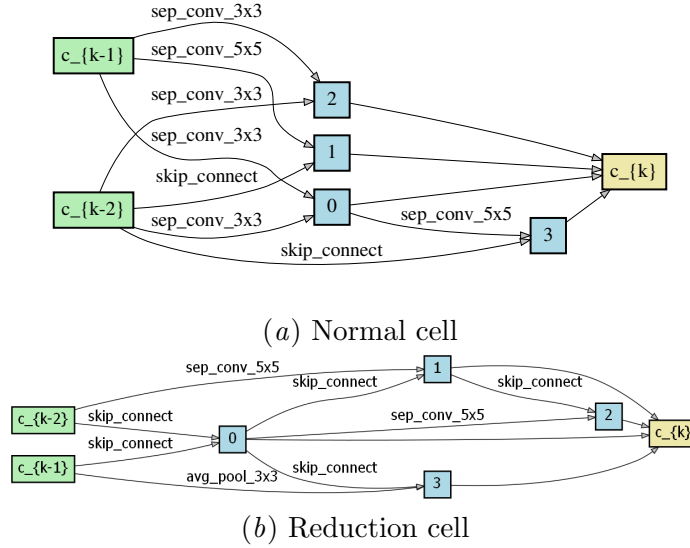 sep_conv_3x3
c_{k-1}
sep_conv_5x5
sep_conv_3x3
2
sep_conv_3x3
1
c_{k}
skip_connect
c_{k-2}
0
sep_conv_3x3
sep_conv_5x5
3
skip_connect
(a) Normal cell
sep_conv_5x5
1
skip_connect
skip_connect
c_{k-2}
skip_connect
sep_conv_5x5
2
0
c_{k}
skip_connect
c_{k-1}
skip_connect
avg_pool_3x3
3
(b) Reduction cell